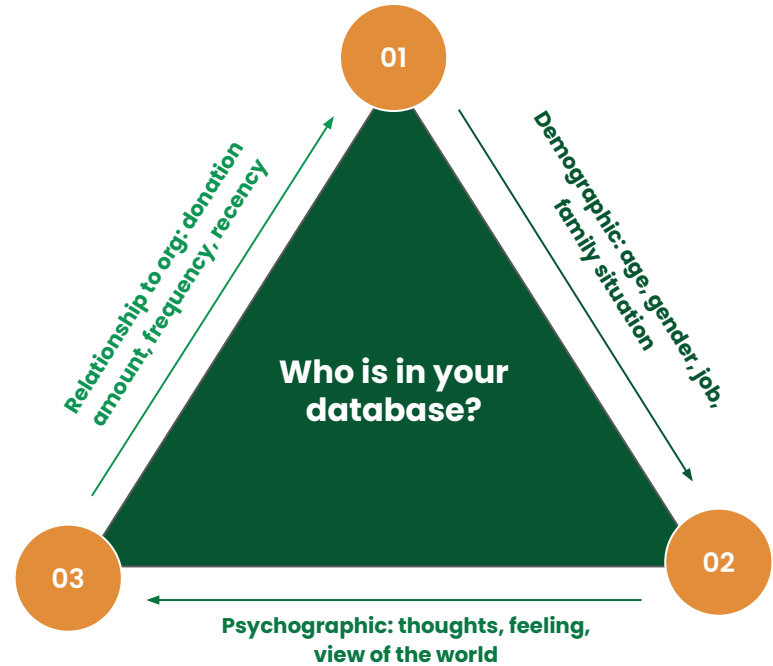 01
Demographic: age, gender, job,
family situation
02
Psychographic: thoughts, feeling,
view of the world
03
Relationship to org: donation
amount, frequency, recency
Who is in your
database?